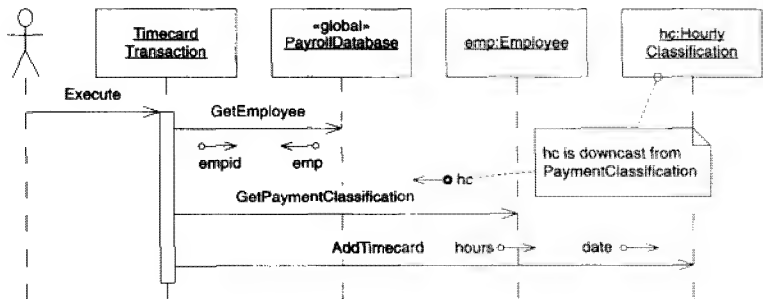 Timecard
Transaction
«global»
PayrollDatabase
emp:Employee
hc:Hourly
Classification
Execute
GetEmployee
empid
emp
hc is downcast from
PaymentClassification
hc
GetPaymentClassification
AddTimecard
hours
date